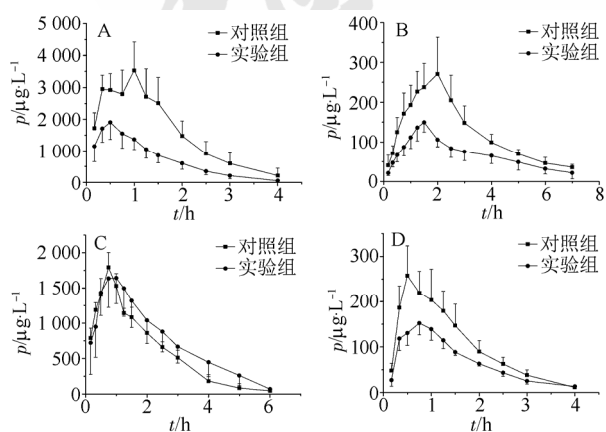 A
对照组
实验组
5 000
4 000
3 000
2 000
1 000
0
p/μg·L⁻¹
0 1 2 3 4
t/h
B
对照组
实验组
400
300
200
100
0
p/μg·L⁻¹
0 2 4 6 8
t/h
C
对照组
实验组
2 000
1 500
1 000
500
0
p/μg·L⁻¹
0 2 4 6
t/h
D
对照组
实验组
300
200
100
0
p/μg·L⁻¹
0 1 2 3 4
t/h